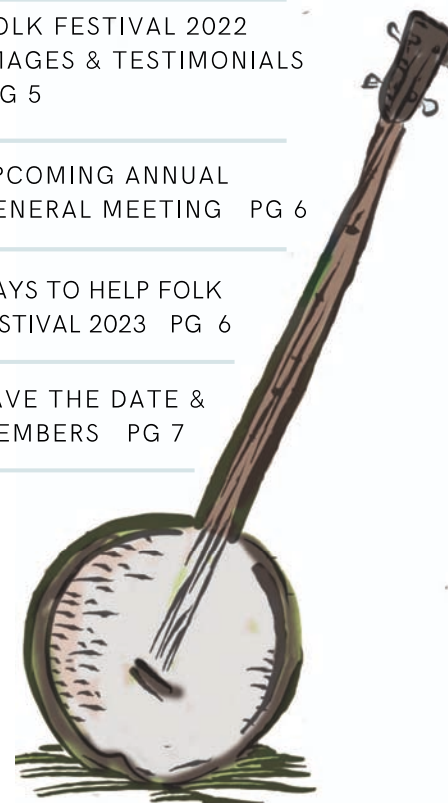 OLK FESTIVAL 2022
MAGES & TESTIMONIALS
G 5
PCOMING ANNUAL
ENERAL MEETING PG 6
AYS TO HELP FOLK
STIVAL 2023 PG 6
AVE THE DATE &
EMBERS PG 7